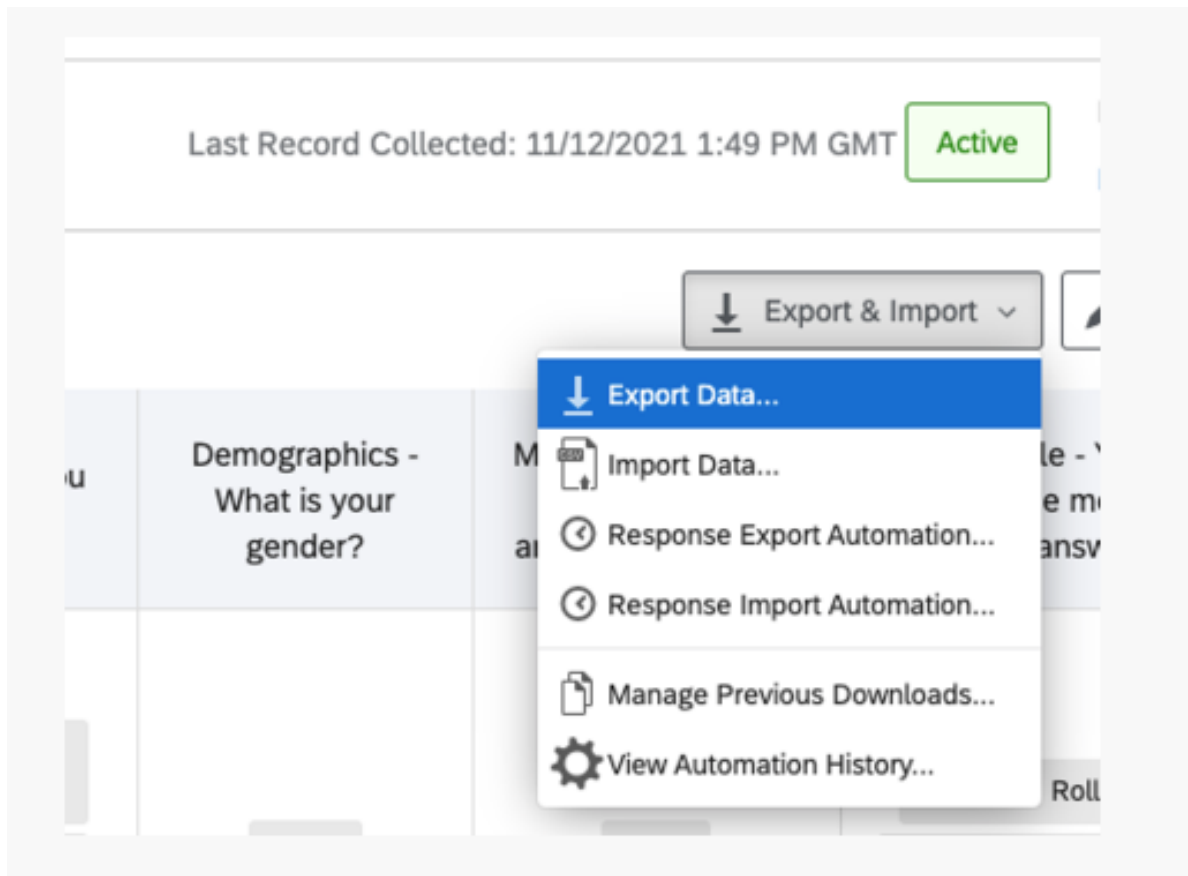 Last Record Collected: 11/12/2021 1:49 PM GMT
Active
Export & Import
Export Data...
Import Data...
Response Export Automation...
Response Import Automation...
Manage Previous Downloads...
View Automation History...
Demographics -
What is your
gender?